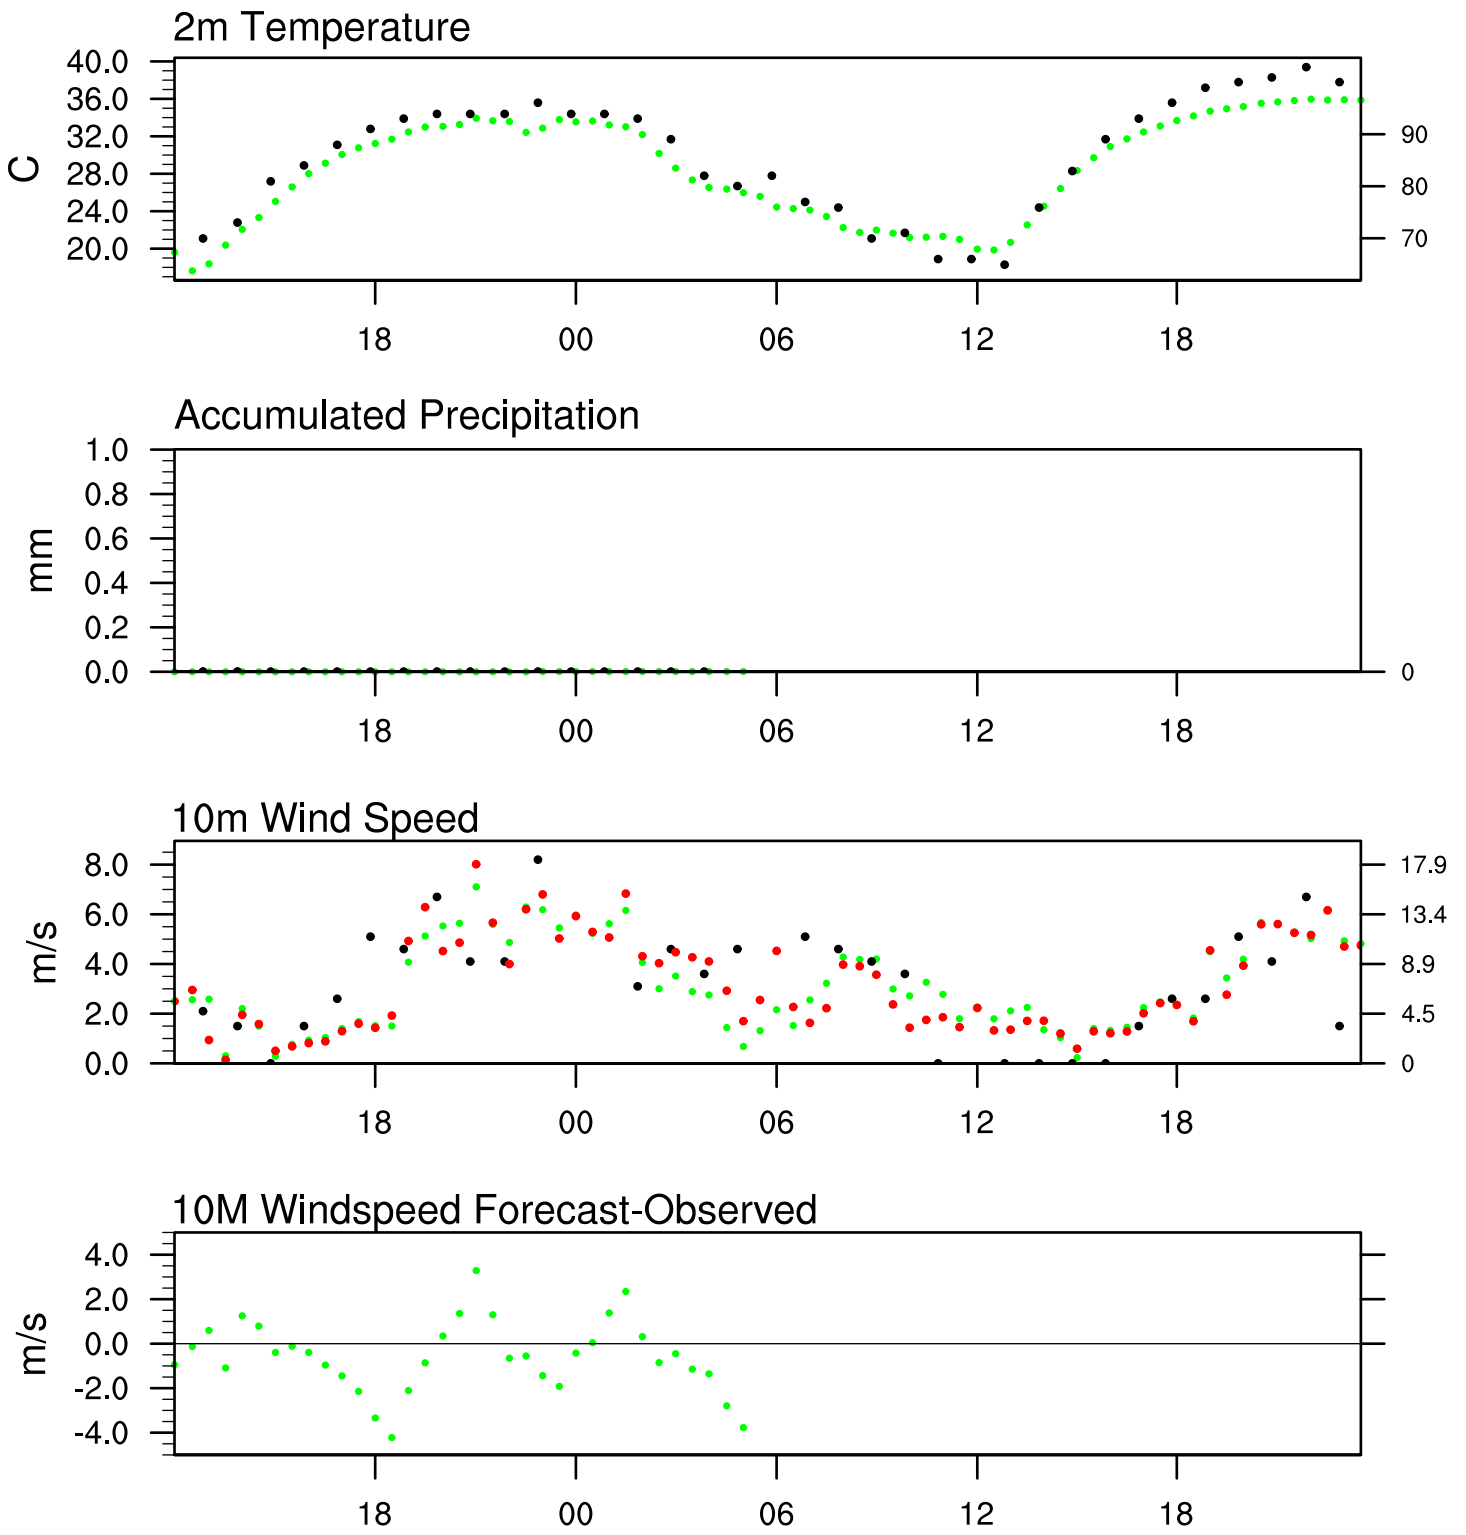 2m Temperature
40.0
36.0
32.0
28.0
24.0
20.0
C
90
80
70
18 00 06 12 18
Accumulated Precipitation
1.0
0.8
0.6
0.4
0.2
0.0
mm
0
18 00 06 12 18
10m Wind Speed
8.0
6.0
4.0
2.0
0.0
m/s
17.9
13.4
8.9
4.5
0
18 00 06 12 18
10M Windspeed Forecast-Observed
4.0
2.0
0.0
-2.0
-4.0
m/s
18 00 06 12 18